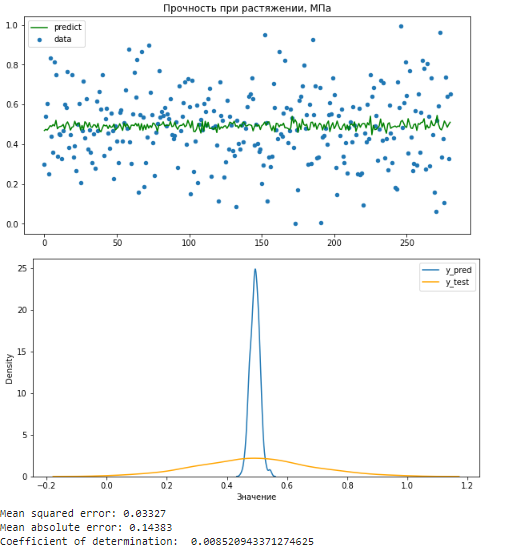 Прочность при растяжении, МПа
predict
data
1.0
0.8
0.6
0.4
0.2
0.0
0
50
100
150
200
250
y_pred
y_test
25
20
15
10
5
0
Density
−0.2
0.0
0.2
0.4
0.6
0.8
1.0
1.2
Значение
Mean squared error: 0.03327
Mean absolute error: 0.14383
Coefficient of determination:  0.008520943371274625